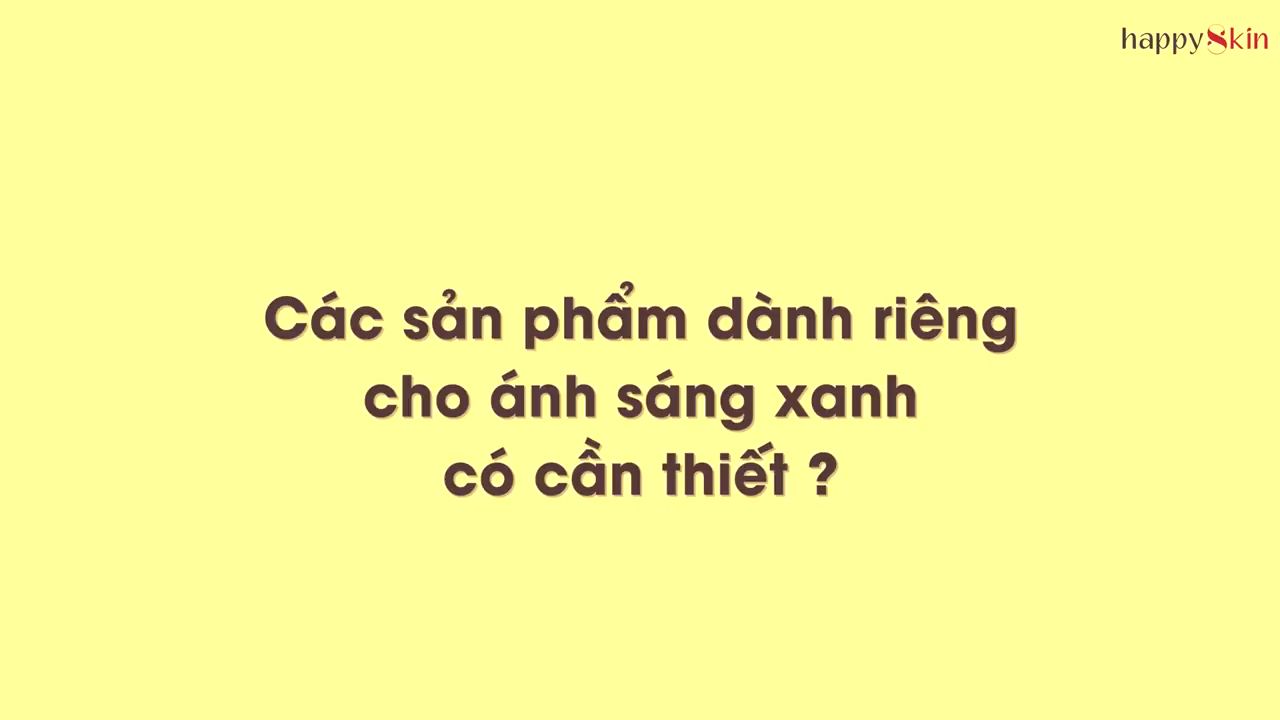 happySkin
Các sản phẩm dành riêng
cho ánh sáng xanh
có cần thiết ?